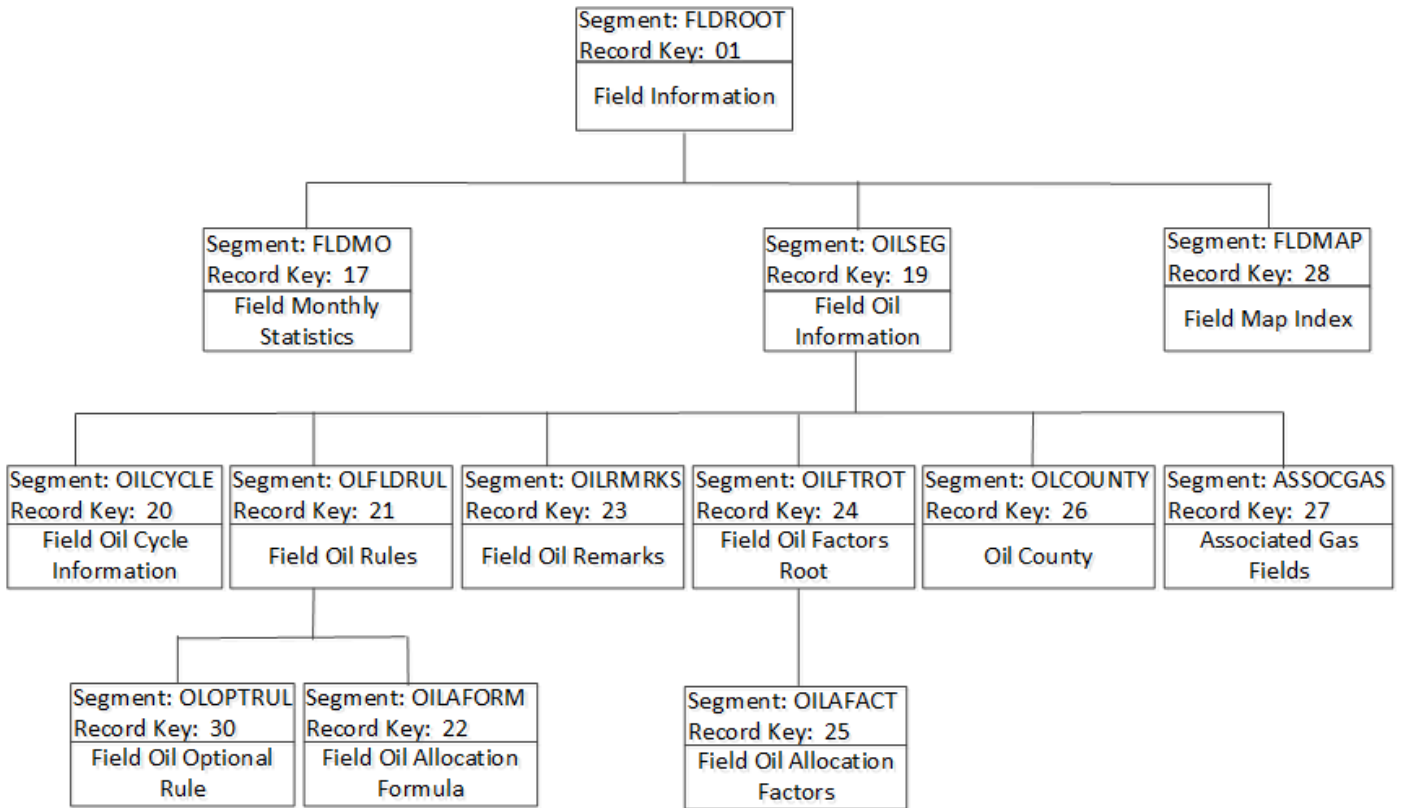 Segment: FLDROOT
Record Key: 01
Field Information
Segment: FLDMO
Record Key: 17
Field Monthly
Statistics
Segment: OILSEG
Record Key: 19
Field Oil
Information
Segment: FLDMAP
Record Key: 28
Field Map Index
Segment: OILCYCLE
Record Key: 20
Field Oil Cycle
Information
Segment: OLFLDRUL
Record Key: 21
Field Oil Rules
Segment: OILRMRKS
Record Key: 23
Field Oil Remarks
Segment: OILFTROT
Record Key: 24
Field Oil Factors
Root
Segment: OLCOUNTY
Record Key: 26
Oil County
Segment: ASSOCGAS
Record Key: 27
Associated Gas
Fields
Segment: OLOPTRUL
Record Key: 30
Field Oil Optional
Rule
Segment: OILAFORM
Record Key: 22
Field Oil Allocation
Formula
Segment: OILAFACT
Record Key: 25
Field Oil Allocation
Factors